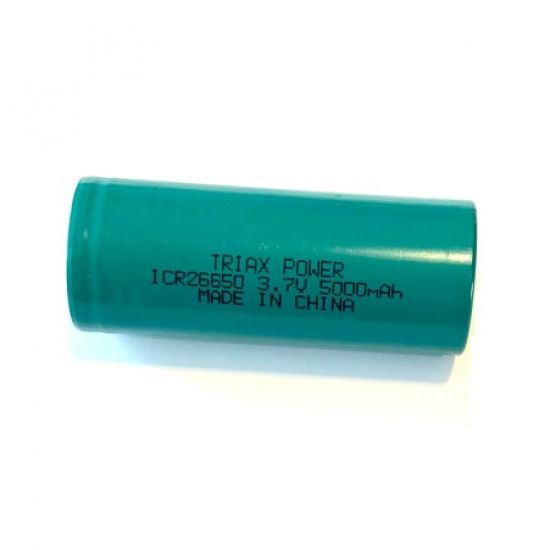 TRIAX POWER
ICR26650 3.7V 5000mAh
MADE IN CHINA